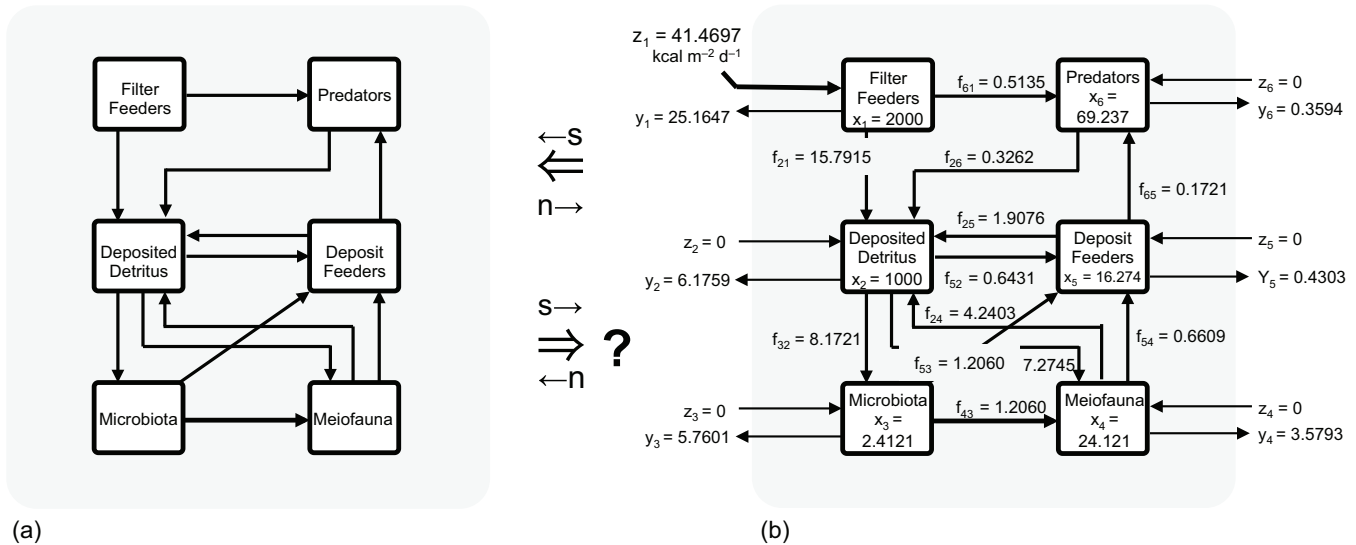 Filter
Feeders
Predators
Deposited
Detritus
Deposit
Feeders
Microbiota
Meiofauna
(a)
←s
⇐
n→
s→
⇒ ?
←n
z1 = 41.4697
kcal m–2 d–1
Filter
Feeders
x1 = 2000
f61 = 0.5135
Predators
x6 =
69.237
z6 = 0
y6 = 0.3594
y1 = 25.1647
f21 = 15.7915
f26 = 0.3262
f65 = 0.1721
z2 = 0
y2 = 6.1759
Deposited
Detritus
x2 = 1000
f25 = 1.9076
f52 = 0.6431
Deposit
Feeders
x5 = 16.274
z5 = 0
Y5 = 0.4303
f24 = 4.2403
f32 = 8.1721
f54 = 0.6609
f53 = 1.2060
7.2745
z3 = 0
y3 = 5.7601
Microbiota
x3 =
2.4121
f43 = 1.2060
Meiofauna
x4 =
24.121
z4 = 0
y4 = 3.5793
(b)